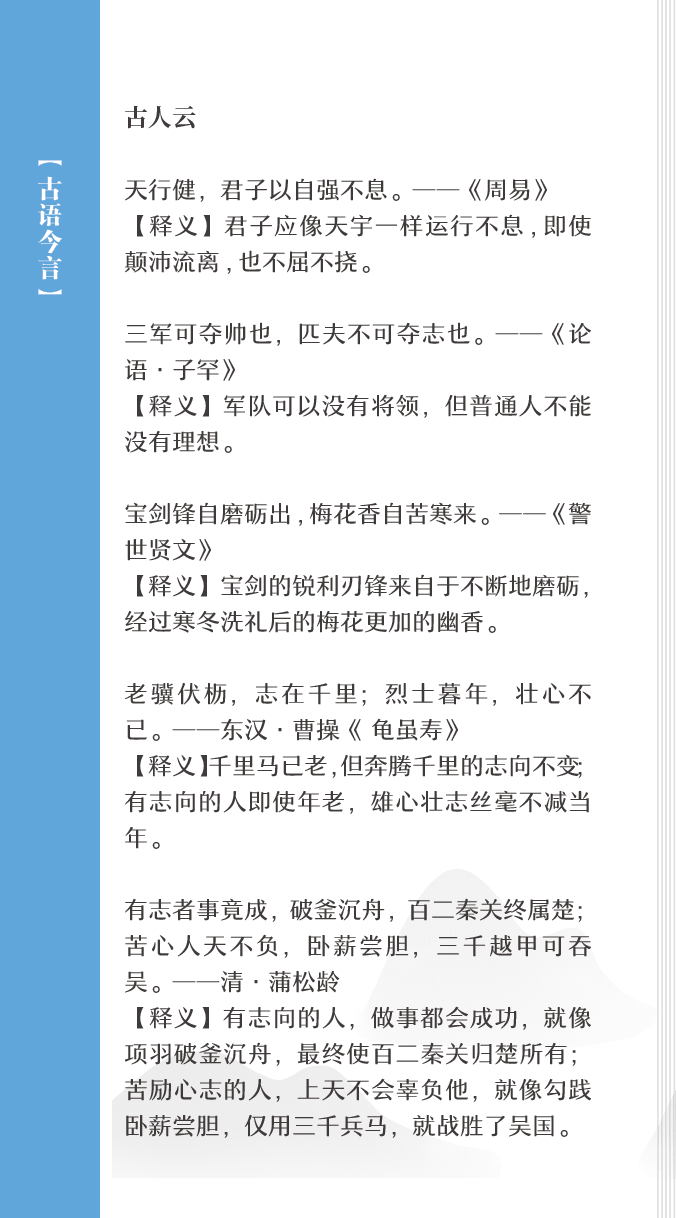 【古语今言】
古人云
天行健，君子以自强不息。——《周易》
【释义】君子应像天宇一样运行不息,即使
颠沛流离,也不屈不挠。
三军可夺帅也，匹夫不可夺志也。——《论
语·子罕》
【释义】军队可以没有将领，但普通人不能
没有理想。
宝剑锋自磨砺出,梅花香自苦寒来。——《警
世贤文》
【释义】宝剑的锐利刃锋来自于不断地磨砺，
经过寒冬洗礼后的梅花更加的幽香。
老骥伏枥，志在千里；烈士暮年，壮心不
已。——东汉·曹操《 龟虽寿》
【释义】千里马已老,但奔腾千里的志向不变;
有志向的人即使年老，雄心壮志丝毫不减当
年。
有志者事竟成，破釜沉舟，百二秦关终属楚；
苦心人天不负，卧薪尝胆，三千越甲可吞
吴。——清·蒲松龄
【释义】有志向的人，做事都会成功，就像
项羽破釜沉舟，最终使百二秦关归楚所有；
苦励心志的人，上天不会辜负他，就像勾践
卧薪尝胆，仅用三千兵马，就战胜了吴国。